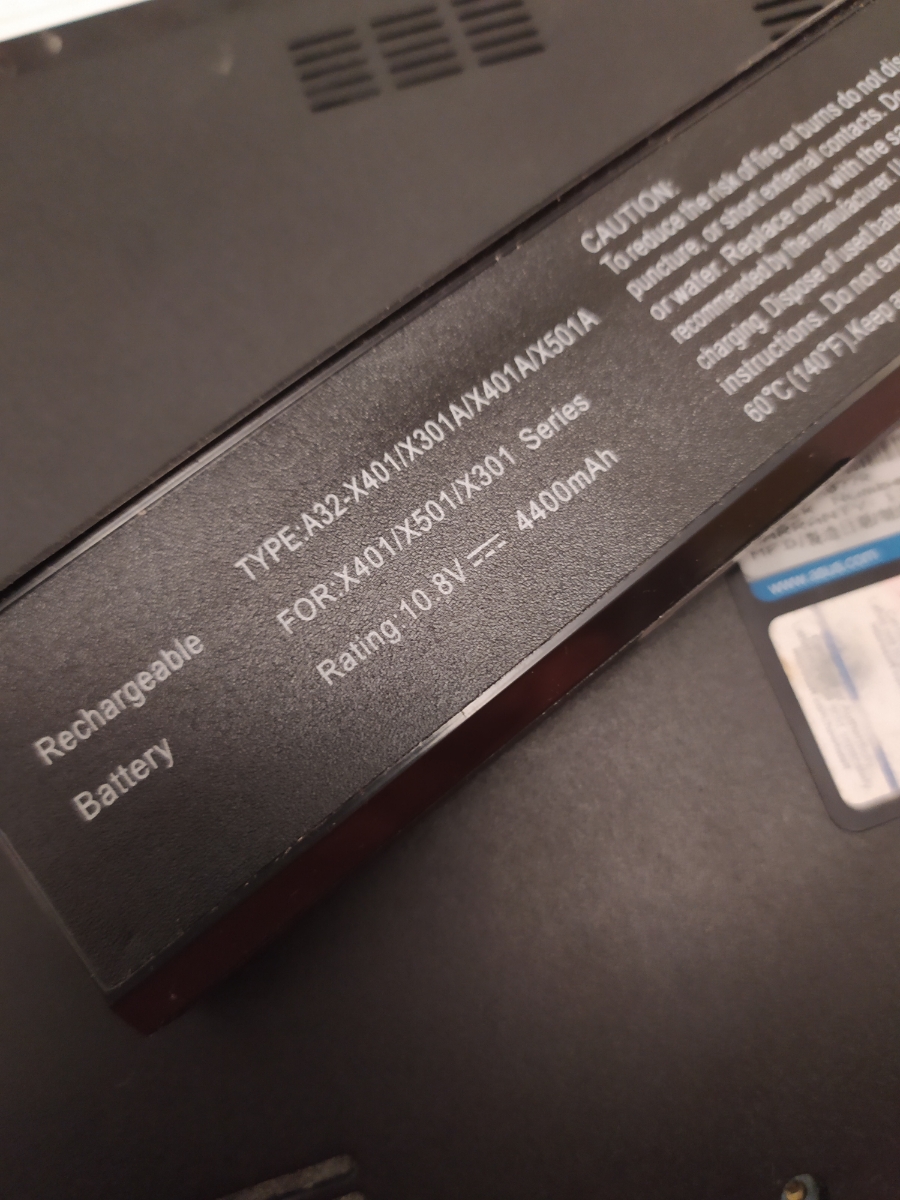 Rechargeable
Battery
TYPE:A32-X401/X301A/X401A/X501A
FOR:X401/X501/X301 Series
Rating:10.8V 4400mAh
CAUTION:
To reduce the risk of fire or burns do not
puncture, or short external contacts. Do
or water. Replace only with the
recommended by the manufacturer.
charging. Dispose of used
instructions. Do not
60°C (140°F).Keep
www.asus.com